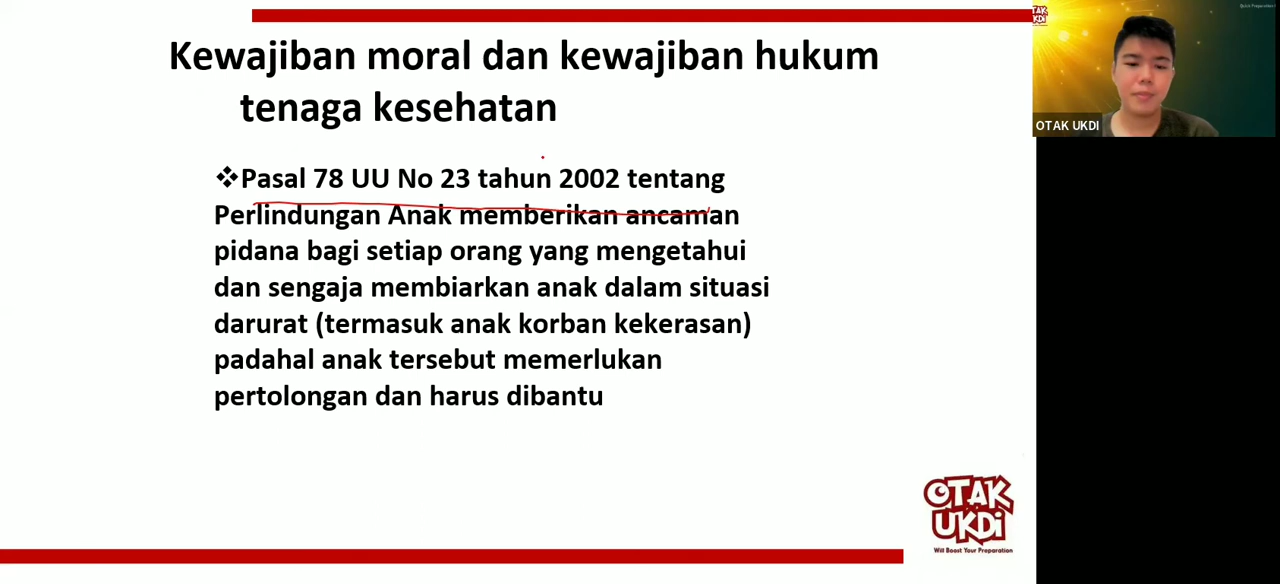 Kewajiban moral dan kewajiban hukum
tenaga kesehatan
❖Pasal 78 UU No 23 tahun 2002 tentang
Perlindungan Anak memberikan ancaman
pidana bagi setiap orang yang mengetahui
dan sengaja membiarkan anak dalam situasi
darurat (termasuk anak korban kekerasan)
padahal anak tersebut memerlukan
pertolongan dan harus dibantu
OTAK
UKDI
Will Boost Your Preparation
OTAK UKDI